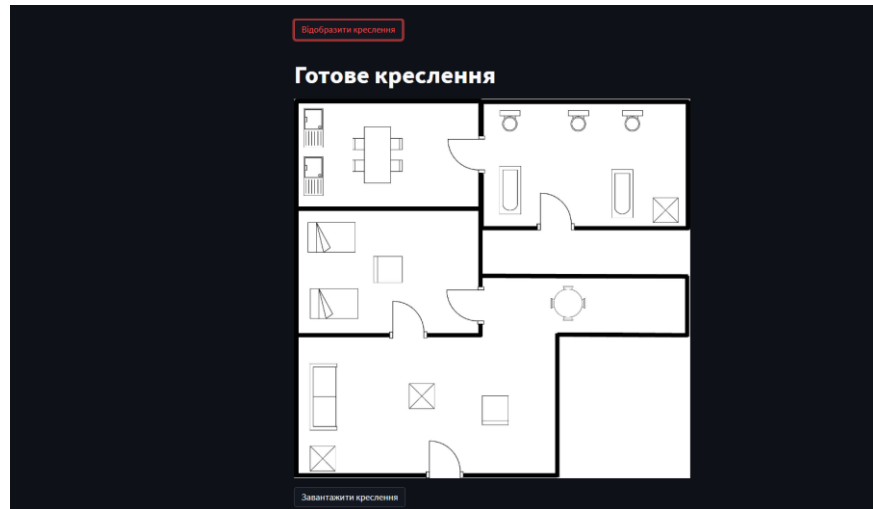 Відобразити креслення
Готове креслення
Завантажити креслення